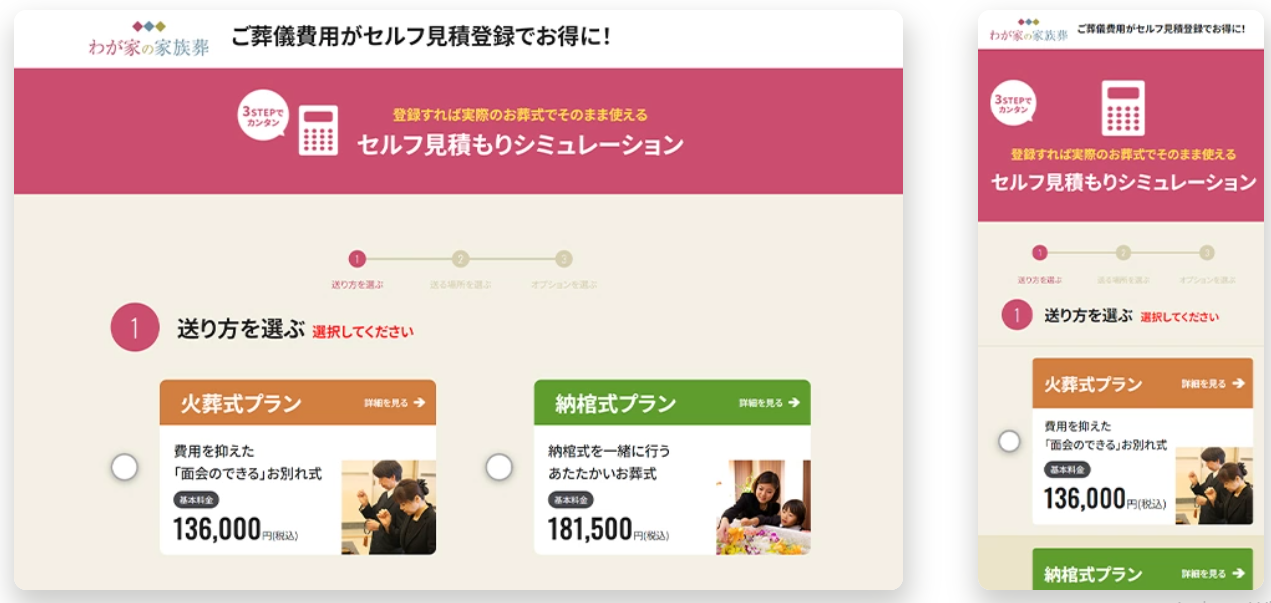 わが家の家族葬
ご葬儀費用がセルフ見積登録でお得に!
3STEPで
カンタン
登録すれば実際のお葬式でそのまま使える
セルフ見積もりシミュレーション
1
2
3
送り方を選ぶ
送る場所を選ぶ
オプションを選ぶ
1
送り方を選ぶ 選択してください
火葬式プラン
詳細を見る
費用を抑えた
「面会のできる」お別れ式
基本料金
136,000円(税込)
納棺式プラン
詳細を見る
納棺式を一緒に行う
あたたかいお葬式
基本料金
181,500円(税込)
わが家の家族葬
ご葬儀費用がセルフ見積登録でお得に!
3STEPで
カンタン
登録すれば実際のお葬式でそのまま使える
セルフ見積もりシミュレーション
1
2
3
送り方を選ぶ
送る場所を選ぶ
オプションを選ぶ
1
送り方を選ぶ 選択してください
火葬式プラン
詳細を見る
費用を抑えた
「面会のできる」お別れ式
基本料金
136,000円(税込)
納棺式プラン
詳細を見る